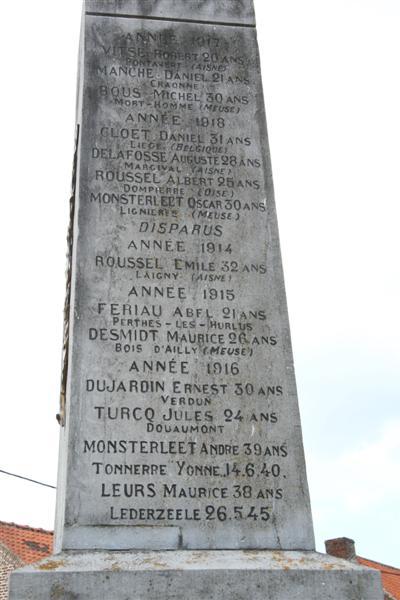 ANNÉE 1917
VITSE ROBERT 20 ANS
PONTAVERT (AISNE)
MANCHE DANIEL 21 ANS
CRAONNE
BOUS MICHEL 30 ANS
MORT-HOMME (MEUSE)
ANNÉE 1918
CLOET DANIEL 31 ANS
LIEGE (BELGIQUE)
DELAFOSSE AUGUSTE 28 ANS
MARGIVAL (AISNE)
ROUSSEL ALBERT 25 ANS
DOMPIERRE (OISE)
MONSTERLEET OSCAR 30 ANS
LIGNIERES (MEUSE)
DISPARUS
ANNÉE 1914
ROUSSEL EMILE 32 ANS
LAIGNY (AISNE)
ANNÉE 1915
FERIAU ABEL 21 ANS
PERTHES-LES-HURLUS
DESMIDT MAURICE 26 ANS
BOIS D'AILLY (MEUSE)
ANNÉE 1916
DUJARDIN ERNEST 30 ANS
VERDUN
TURCQ JULES 24 ANS
DOUAUMONT
MONSTERLEET ANDRE 39 ANS
TONNERRE YONNE. 14.6.40.
LEURS MAURICE 38 ANS
LEDERZEELE 26.5.45